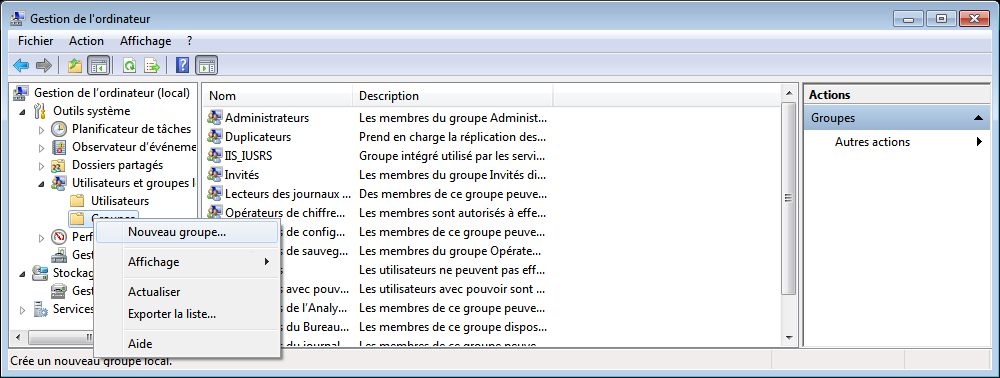 Gestion de l'ordinateur
Fichier Action Affichage ?
Gestion de l'ordinateur (local)
Outils système
Planificateur de tâches
Observateur d'événeme
Dossiers partagés
Utilisateurs et groupes l
Utilisateurs
Groupes
Perf
Gest
Stockag
Gest
Services
Nom Description
Administrateurs Les membres du groupe Administ...
Duplicateurs Prend en charge la réplication des...
IIS_IUSRS Groupe intégré utilisé par les servi...
Invités Les membres du groupe Invités di...
Lecteurs des journaux ... Des membres de ce groupe peuve...
Opérateurs de chiffre... Les membres sont autorisés à effe...
de config... Les membres de ce groupe peuve...
de sauveg... Les membres du groupe Opérate...
s Les utilisateurs ne peuvent pas eff...
avec pouv... Les utilisateurs avec pouvoir sont ...
de l'Analy... Les membres de ce groupe peuve...
du Bureau... Les membres de ce groupe dispos...
du journal... Les membres de ce groupe peuve...
Nouveau groupe...
Affichage
Actualiser
Exporter la liste...
Aide
Actions
Groupes
Autres actions
Crée un nouveau groupe local.